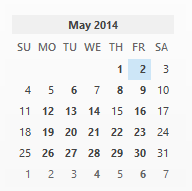 May 2014
SU MO TU WE TH FR SA
1 2 3
4 5 6 7 8 9 10
11 12 13 14 15 16 17
18 19 20 21 22 23 24
25 26 27 28 29 30 31
1 2 3 4 5 6 7